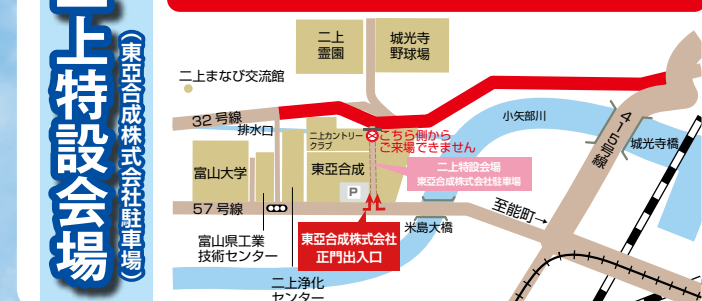 二上特設会場
(東亞合成株式会社駐車場)
二上
霊園
城光寺
野球場
二上まなび交流館
32号線
排水口
二上カントリー
クラブ
こちら側から
ご来場できません
小矢部川
415号線
城光寺橋
富山大学
東亞合成
P
二上特設会場
東亞合成株式会社駐車場
57号線
至能町→
米島大橋
富山県工業
技術センター
東亞合成株式会社
正門出入口
二上浄化
センター